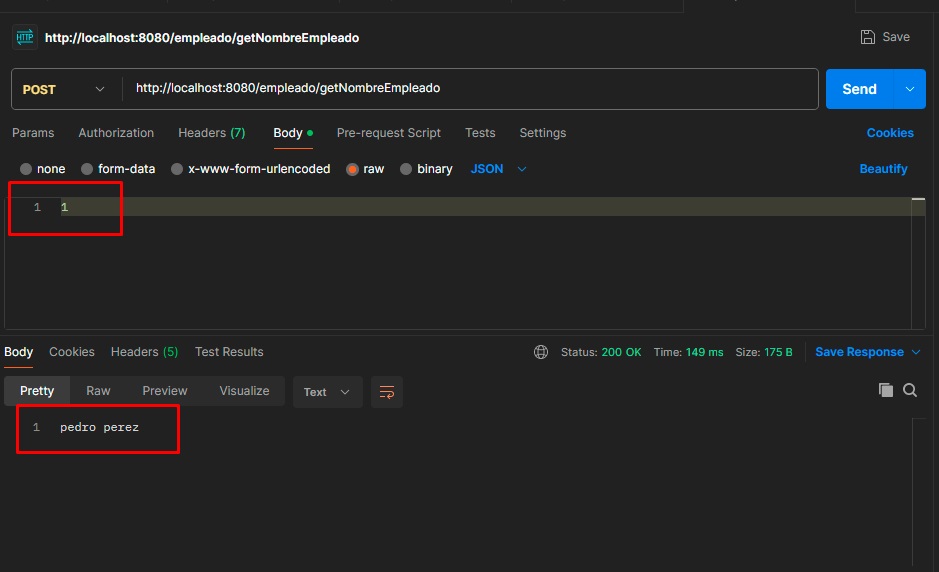 HTTP http://localhost:8080/empleado/getNombreEmpleado Save
POST http://localhost:8080/empleado/getNombreEmpleado Send
Params Authorization Headers (7) Body Pre-request Script Tests Settings Cookies
none form-data x-www-form-urlencoded raw binary JSON Beautify
1 1
Body Cookies Headers (5) Test Results Status: 200 OK Time: 149 ms Size: 175 B Save Response
Pretty Raw Preview Visualize Text
1 pedro perez